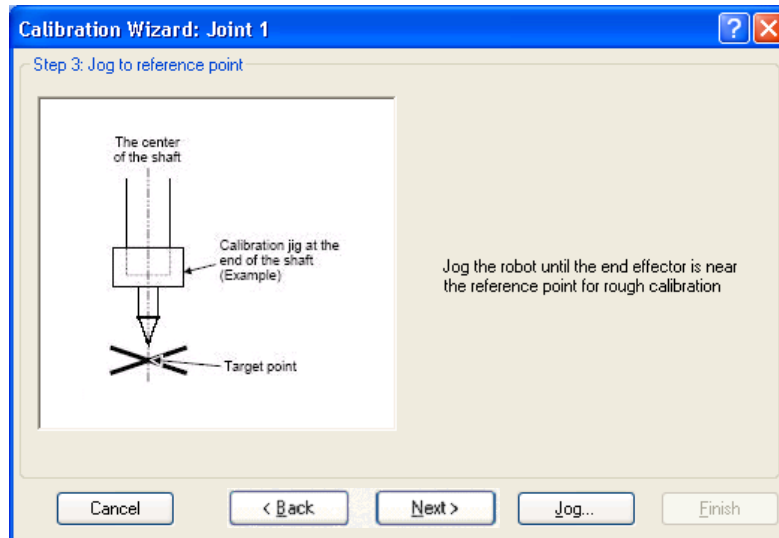 Calibration Wizard: Joint 1
Step 3: Jog to reference point
The center
of the shaft
Calibration jig at the
end of the shaft
(Example)
Target point
Jog the robot until the end effector is near
the reference point for rough calibration
Cancel
< Back
Next >
Jog...
Finish